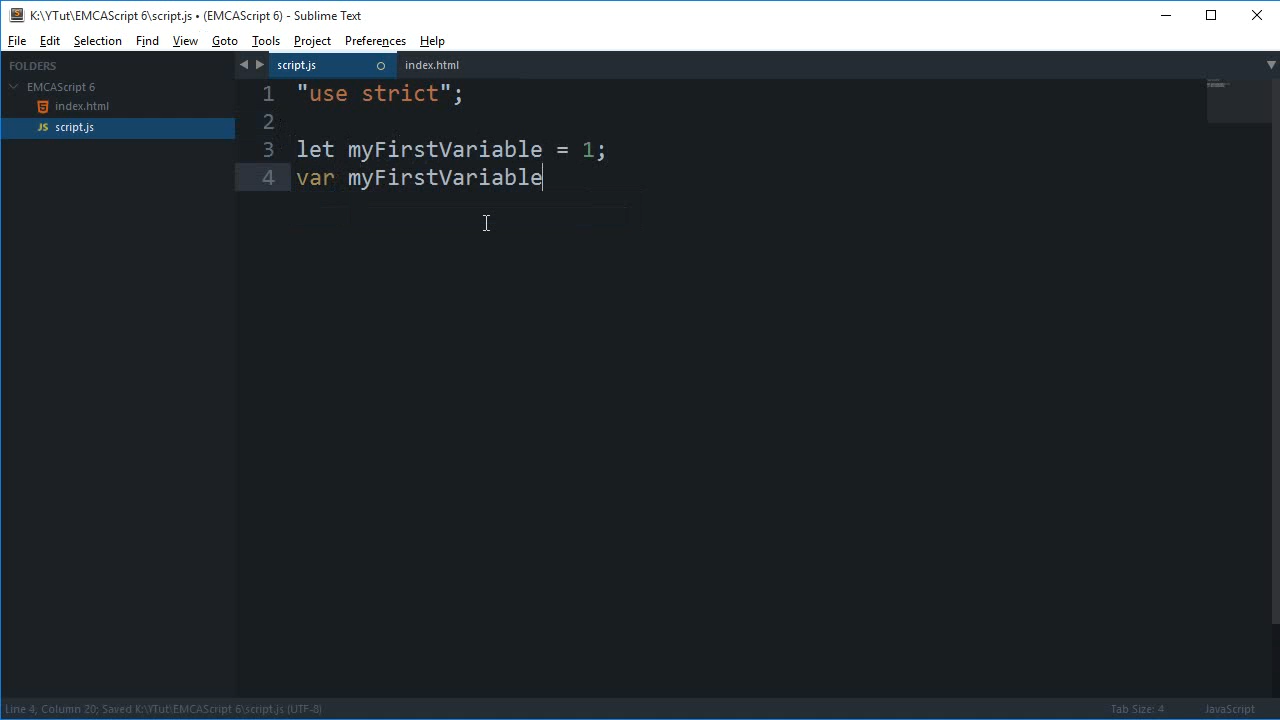 K:\YTut\EMCAScript 6\script.js • (EMCAScript 6) - Sublime Text
File Edit Selection Find View Goto Tools Project Preferences Help
FOLDERS
EMCAScript 6
index.html
JS script.js
script.js index.html
1 "use strict";
2
3 let myFirstVariable = 1;
4 var myFirstVariable
Line 4, Column 20; Saved K:\YTut\EMCAScript 6\script.js (UTF-8) Tab Size: 4 JavaScript